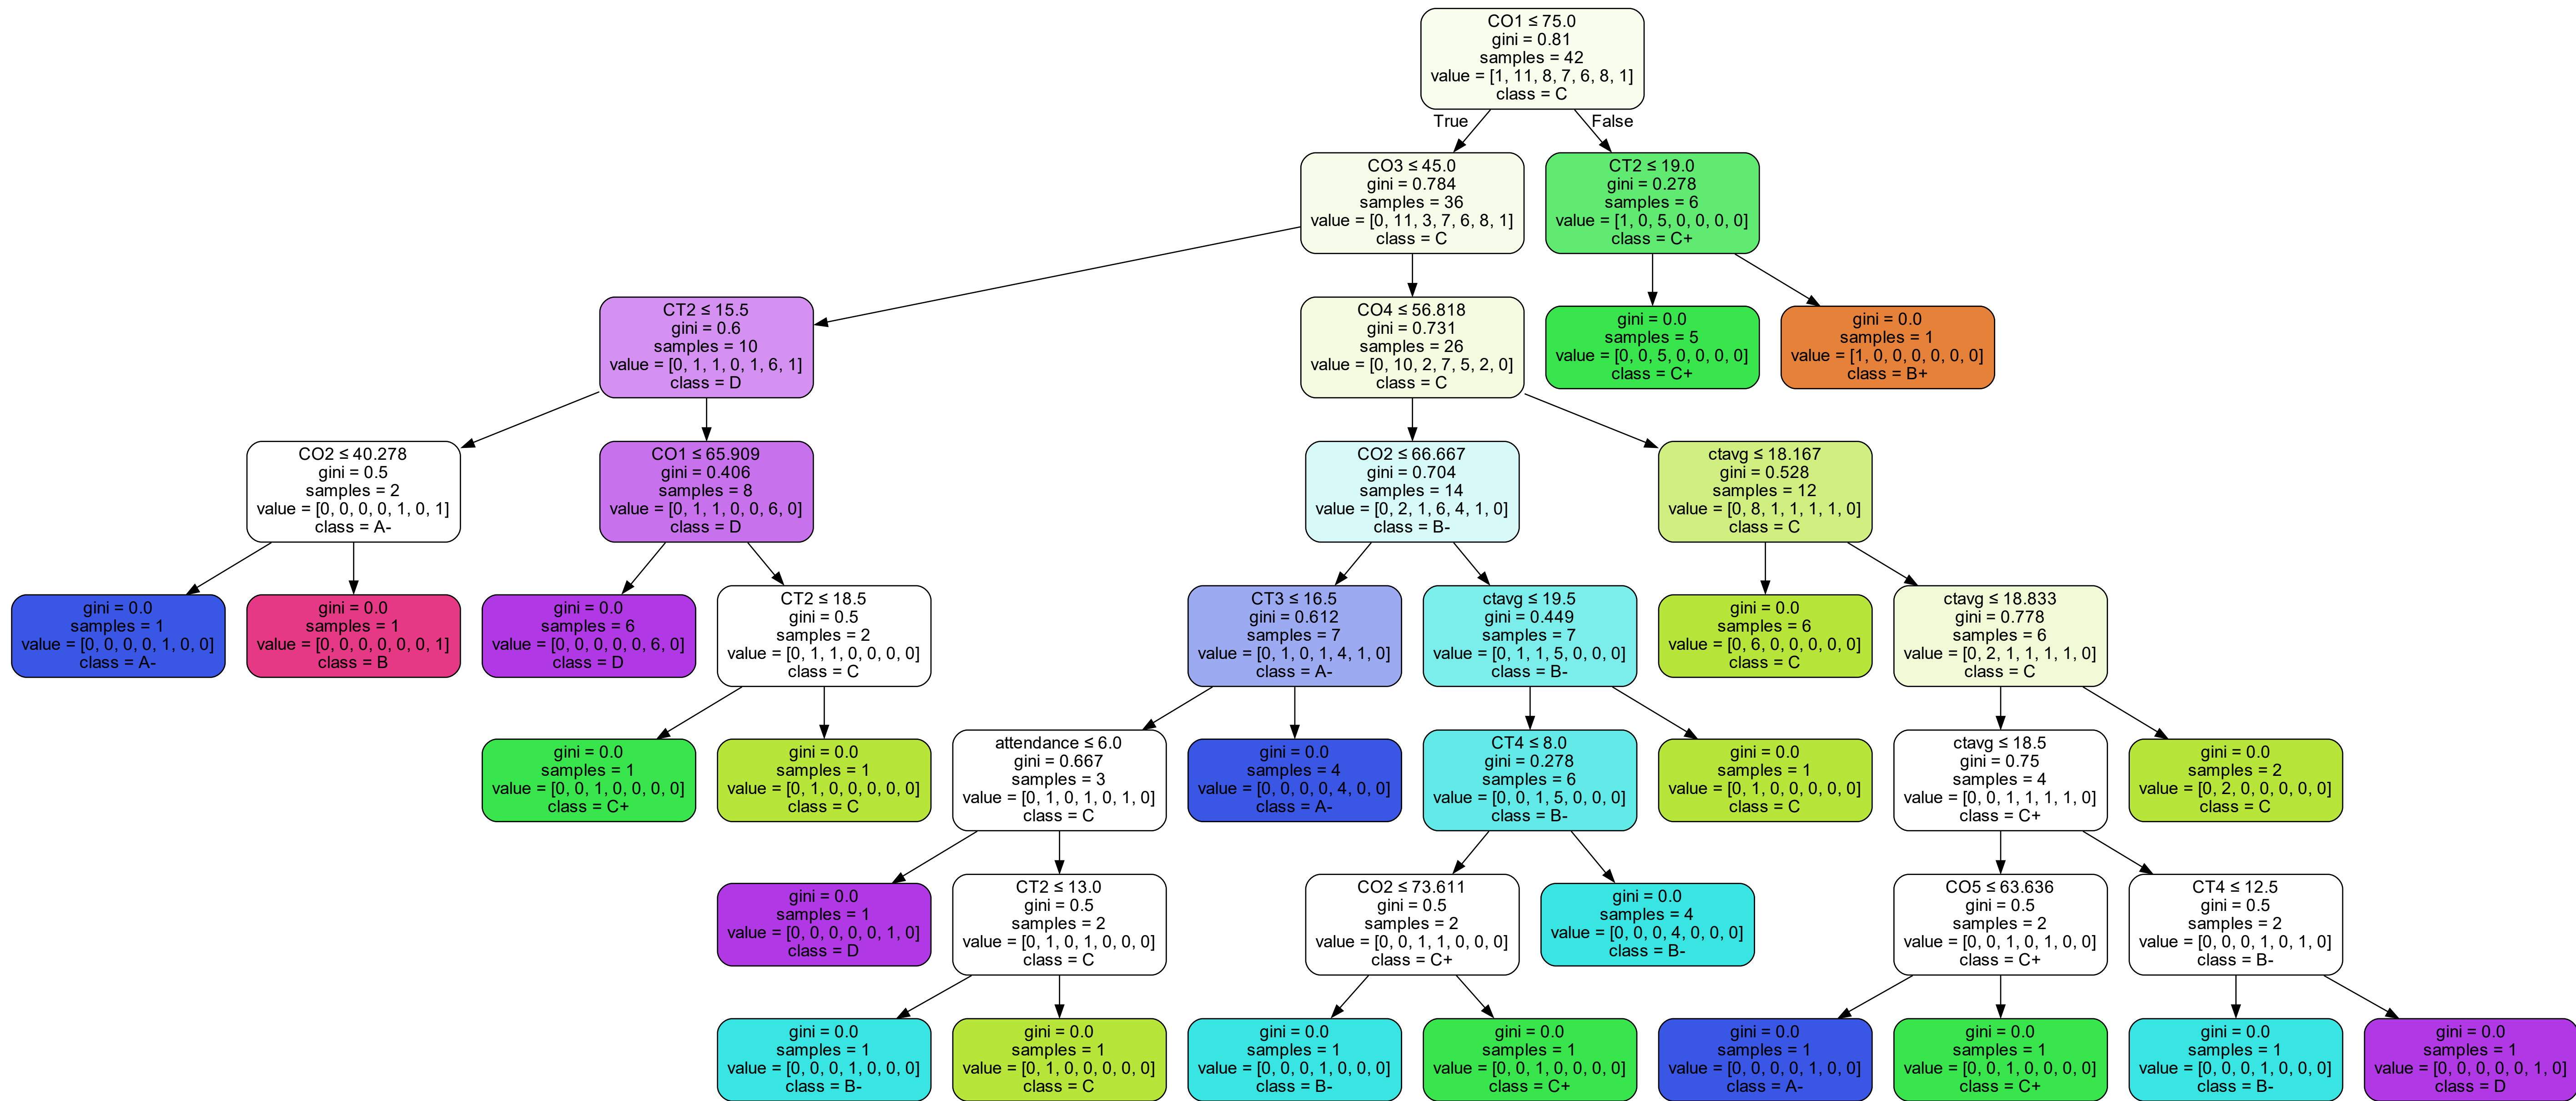 CO1 ≤ 75.0
gini = 0.81
samples = 42
value = [1, 11, 8, 7, 6, 8, 1]
class = C
True
False
CO3 ≤ 45.0
gini = 0.784
samples = 36
value = [0, 11, 3, 7, 6, 8, 1]
class = C
CT2 ≤ 19.0
gini = 0.278
samples = 6
value = [1, 0, 5, 0, 0, 0, 0]
class = C+
CT2 ≤ 15.5
gini = 0.6
samples = 10
value = [0, 1, 1, 0, 1, 6, 1]
class = D
CO4 ≤ 56.818
gini = 0.731
samples = 26
value = [0, 10, 2, 7, 5, 2, 0]
class = C
gini = 0.0
samples = 5
value = [0, 0, 5, 0, 0, 0, 0]
class = C+
gini = 0.0
samples = 1
value = [1, 0, 0, 0, 0, 0, 0]
class = B+
CO2 ≤ 40.278
gini = 0.5
samples = 2
value = [0, 0, 0, 0, 1, 0, 1]
class = A-
CO1 ≤ 65.909
gini = 0.406
samples = 8
value = [0, 1, 1, 0, 0, 6, 0]
class = D
CO2 ≤ 66.667
gini = 0.704
samples = 14
value = [0, 2, 1, 6, 4, 1, 0]
class = B-
ctavg ≤ 18.167
gini = 0.528
samples = 12
value = [0, 8, 1, 1, 1, 1, 0]
class = C
gini = 0.0
samples = 1
value = [0, 0, 0, 0, 1, 0, 0]
class = A-
gini = 0.0
samples = 1
value = [0, 0, 0, 0, 0, 0, 1]
class = B
gini = 0.0
samples = 6
value = [0, 0, 0, 0, 0, 6, 0]
class = D
CT2 ≤ 18.5
gini = 0.5
samples = 2
value = [0, 1, 1, 0, 0, 0, 0]
class = C
CT3 ≤ 16.5
gini = 0.612
samples = 7
value = [0, 1, 0, 1, 4, 1, 0]
class = A-
ctavg ≤ 19.5
gini = 0.449
samples = 7
value = [0, 1, 1, 5, 0, 0, 0]
class = B-
gini = 0.0
samples = 6
value = [0, 6, 0, 0, 0, 0, 0]
class = C
ctavg ≤ 18.833
gini = 0.778
samples = 6
value = [0, 2, 1, 1, 1, 1, 0]
class = C
gini = 0.0
samples = 1
value = [0, 0, 1, 0, 0, 0, 0]
class = C+
gini = 0.0
samples = 1
value = [0, 1, 0, 0, 0, 0, 0]
class = C
attendance ≤ 6.0
gini = 0.667
samples = 3
value = [0, 1, 0, 1, 0, 1, 0]
class = C
gini = 0.0
samples = 4
value = [0, 0, 0, 0, 4, 0, 0]
class = A-
CT4 ≤ 8.0
gini = 0.278
samples = 6
value = [0, 0, 1, 5, 0, 0, 0]
class = B-
gini = 0.0
samples = 1
value = [0, 1, 0, 0, 0, 0, 0]
class = C
ctavg ≤ 18.5
gini = 0.75
samples = 4
value = [0, 0, 1, 1, 1, 1, 0]
class = C+
gini = 0.0
samples = 2
value = [0, 2, 0, 0, 0, 0, 0]
class = C
gini = 0.0
samples = 1
value = [0, 0, 0, 0, 0, 1, 0]
class = D
CT2 ≤ 13.0
gini = 0.5
samples = 2
value = [0, 1, 0, 1, 0, 0, 0]
class = C
CO2 ≤ 73.611
gini = 0.5
samples = 2
value = [0, 0, 1, 1, 0, 0, 0]
class = C+
gini = 0.0
samples = 4
value = [0, 0, 0, 4, 0, 0, 0]
class = B-
CO5 ≤ 63.636
gini = 0.5
samples = 2
value = [0, 0, 1, 0, 1, 0, 0]
class = C+
CT4 ≤ 12.5
gini = 0.5
samples = 2
value = [0, 0, 0, 1, 0, 1, 0]
class = B-
gini = 0.0
samples = 1
value = [0, 0, 0, 1, 0, 0, 0]
class = B-
gini = 0.0
samples = 1
value = [0, 1, 0, 0, 0, 0, 0]
class = C
gini = 0.0
samples = 1
value = [0, 0, 0, 1, 0, 0, 0]
class = B-
gini = 0.0
samples = 1
value = [0, 0, 1, 0, 0, 0, 0]
class = C+
gini = 0.0
samples = 1
value = [0, 0, 0, 0, 1, 0, 0]
class = A-
gini = 0.0
samples = 1
value = [0, 0, 1, 0, 0, 0, 0]
class = C+
gini = 0.0
samples = 1
value = [0, 0, 0, 1, 0, 0, 0]
class = B-
gini = 0.0
samples = 1
value = [0, 0, 0, 0, 0, 1, 0]
class = D